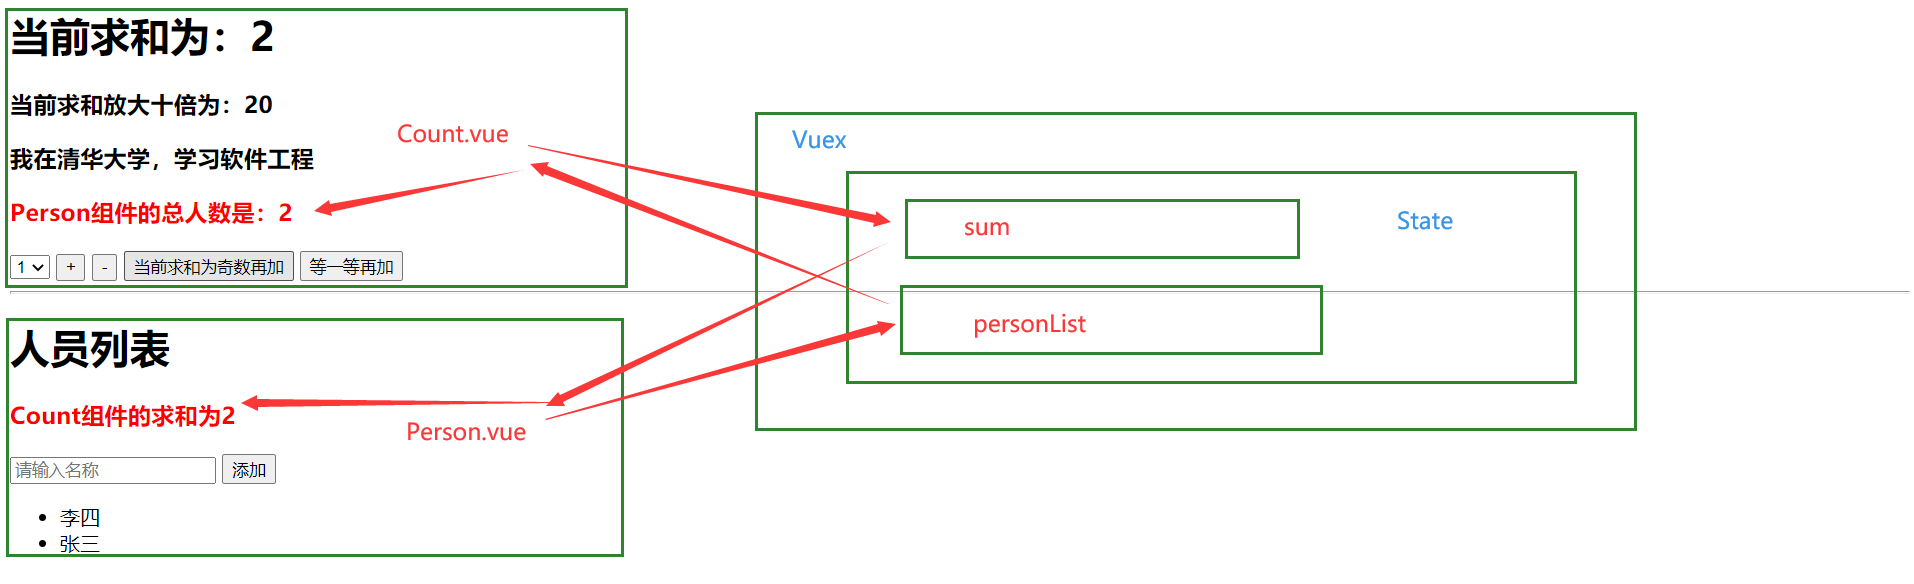 当前求和为：2
当前求和放大十倍为：20
我在清华大学，学习软件工程
Person组件的总人数是：2
1 + - 当前求和为奇数再加 等一等再加
Count.vue
人员列表
Count组件的求和为2
Person.vue
请输入名称 添加
李四
张三
Vuex
State
sum
personList